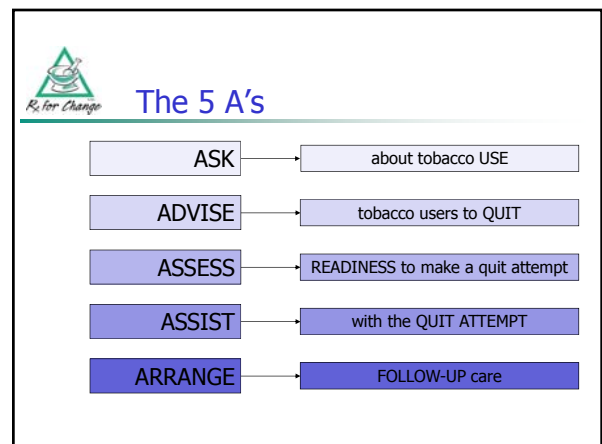 Rx for Change
The 5 A's
ASK about tobacco USE
ADVISE tobacco users to QUIT
ASSESS READINESS to make a quit attempt
ASSIST with the QUIT ATTEMPT
ARRANGE FOLLOW-UP care